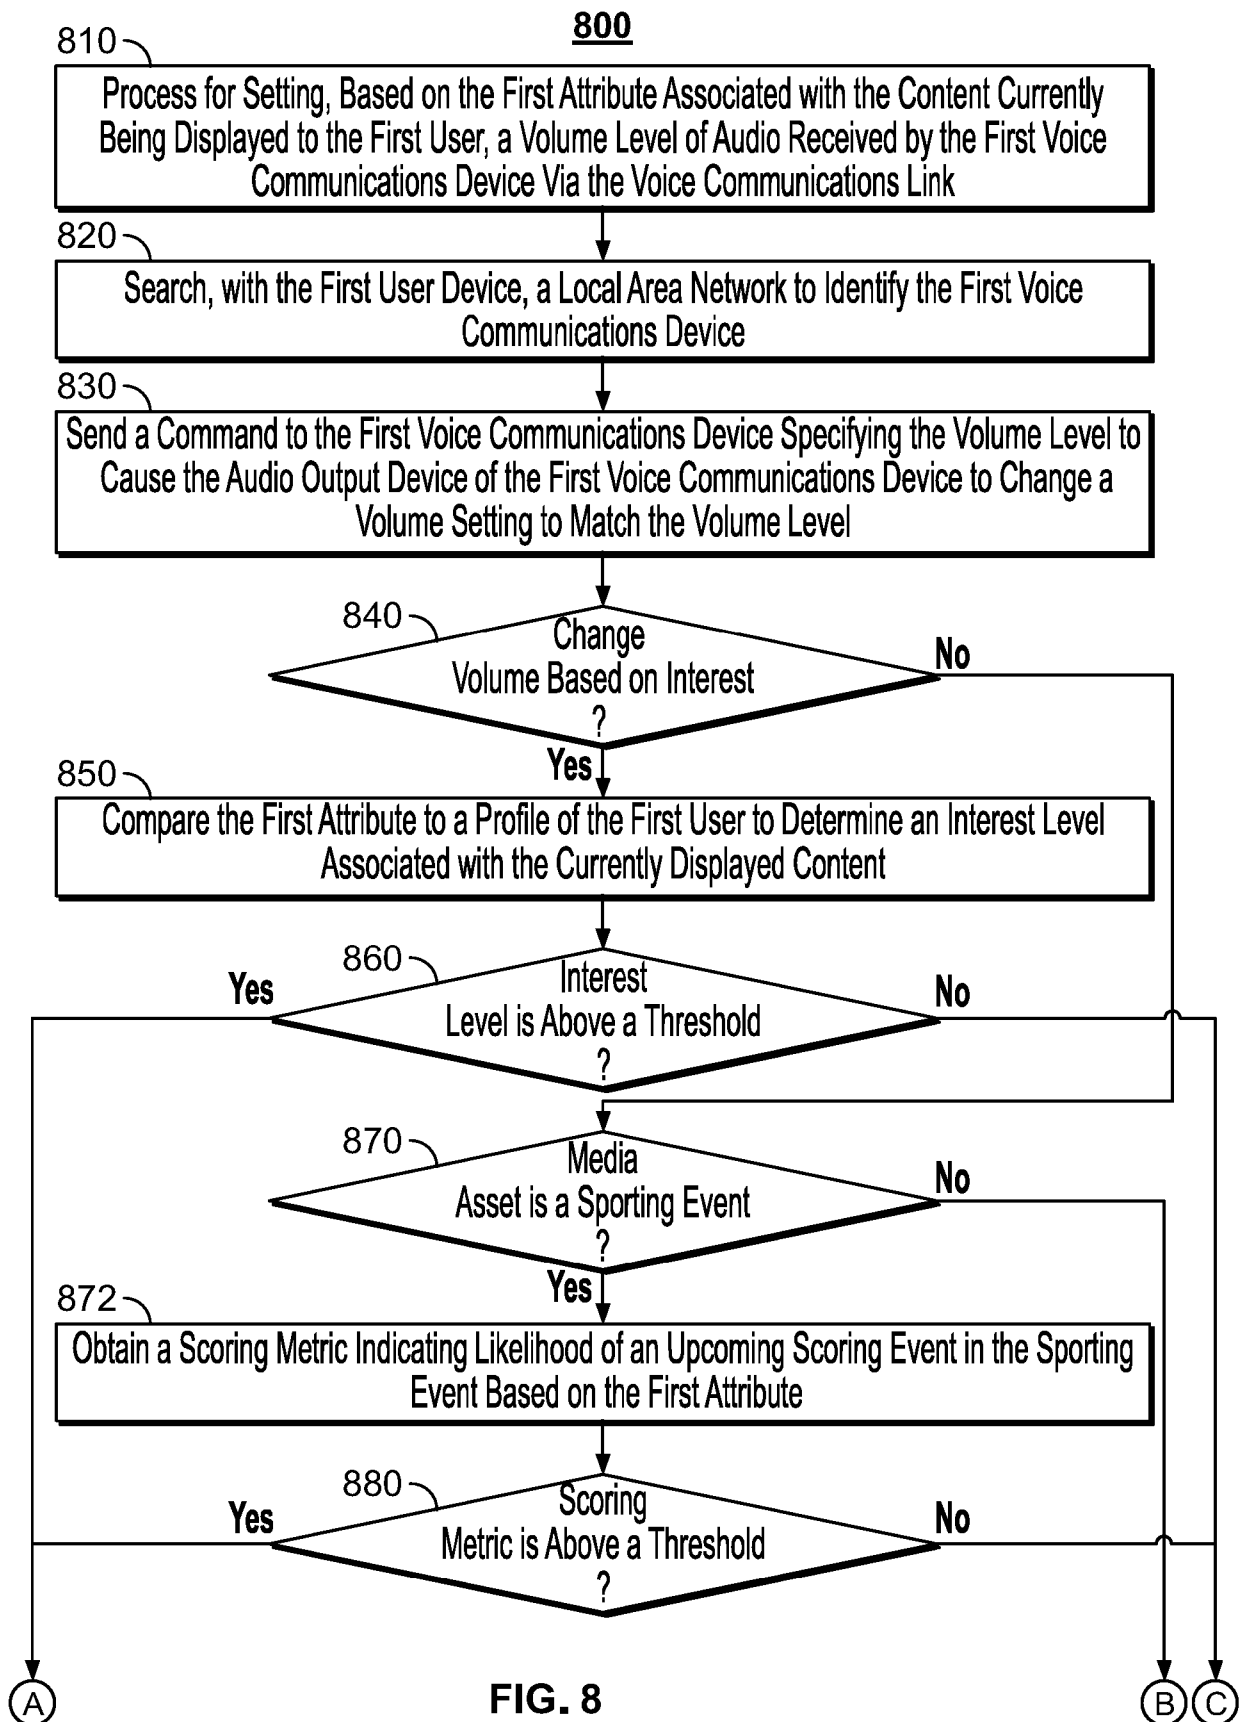 800
810
Process for Setting, Based on the First Attribute Associated with the Content Currently
Being Displayed to the First User, a Volume Level of Audio Received by the First Voice
Communications Device Via the Voice Communications Link
820
Search, with the First User Device, a Local Area Network to Identify the First Voice
Communications Device
830
Send a Command to the First Voice Communications Device Specifying the Volume Level to
Cause the Audio Output Device of the First Voice Communications Device to Change a
Volume Setting to Match the Volume Level
840
Change
Volume Based on Interest
?
No
Yes
850
Compare the First Attribute to a Profile of the First User to Determine an Interest Level
Associated with the Currently Displayed Content
860
Yes
Interest
Level is Above a Threshold
?
No
870
Media
Asset is a Sporting Event
?
No
Yes
872
Obtain a Scoring Metric Indicating Likelihood of an Upcoming Scoring Event in the Sporting
Event Based on the First Attribute
880
Yes
Scoring
Metric is Above a Threshold
?
No
A
FIG. 8
B
C